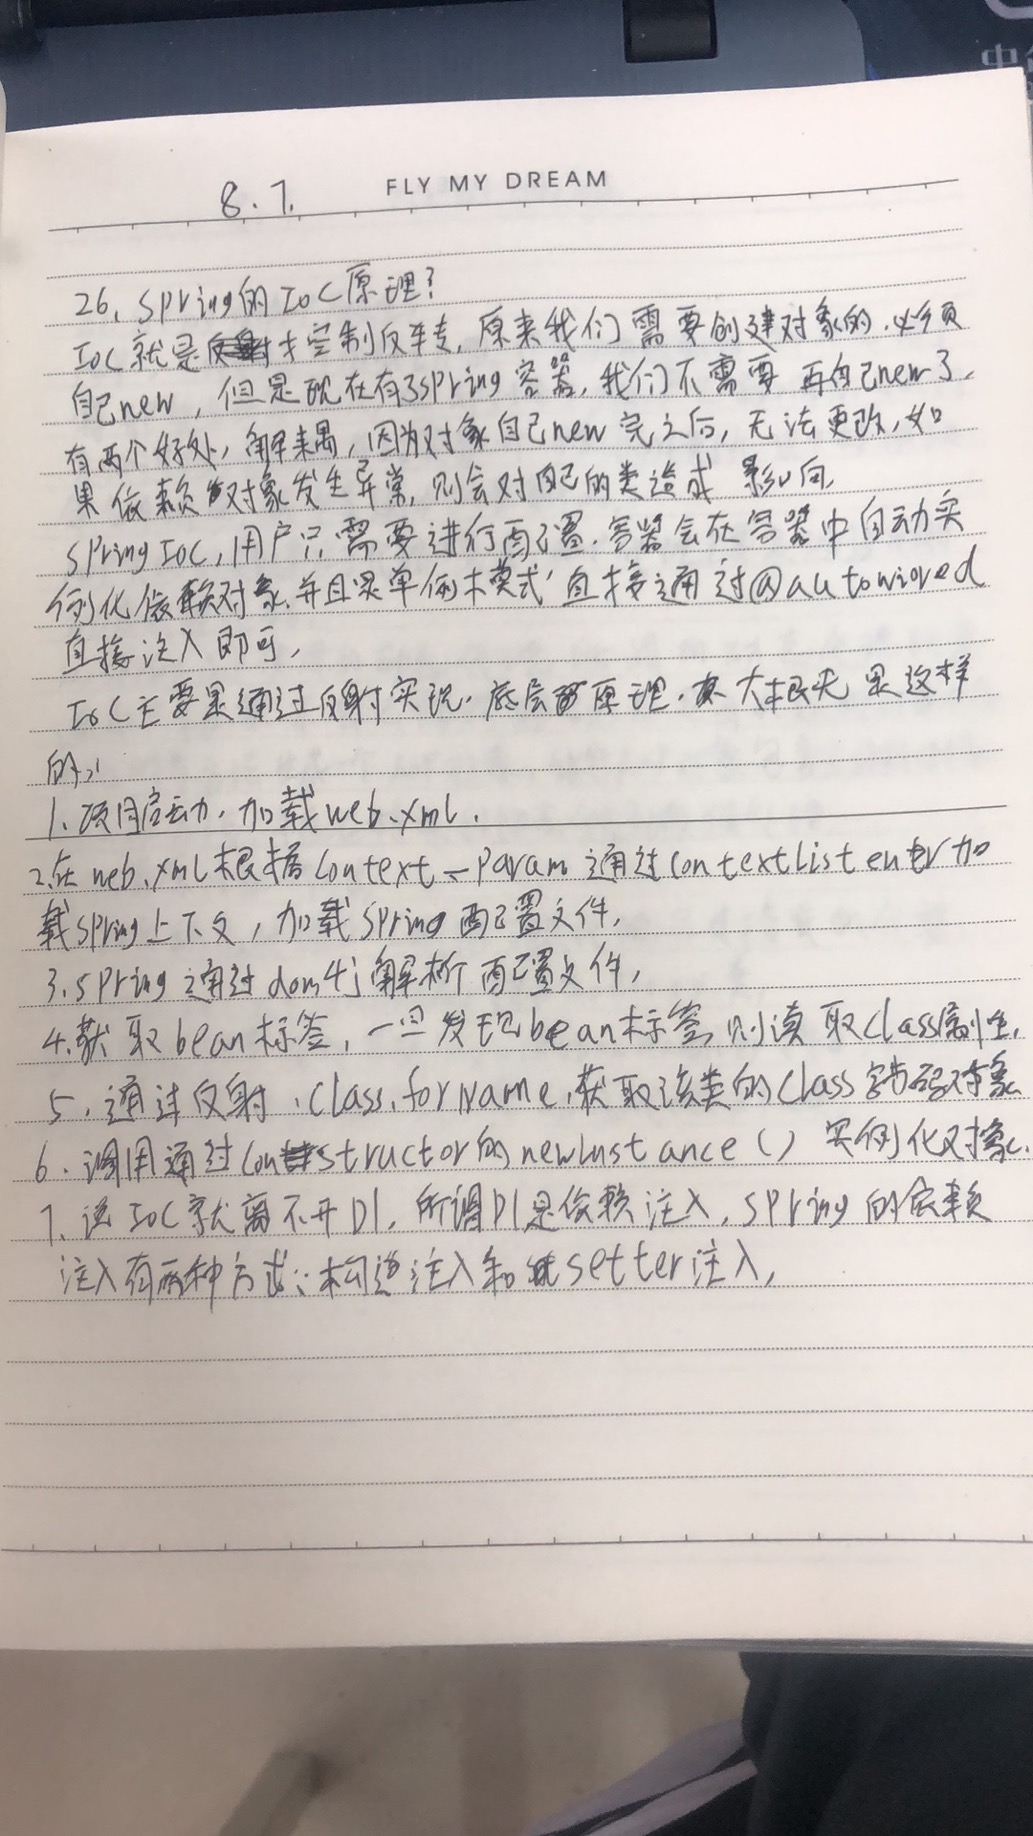 8.7.
FLY MY DREAM
26、Spring的IoC原理?
IoC就是控制反转，原来我们需要创建对象的，必须
自己new，但是现在有了spring容器，我们不需要再自己new了，
有两个好处，解耦，因为对象自己new完之后，无法更改，如
果依赖对象发生异常，则会对自己的类造成影响，
Spring IOC，用户只需要进行配置，容器会在容器中自动实
例化依赖对象，并且是单例模式，直接通过@autowired
直接注入即可，
IoC主要是通过反射实现，底层原理，大概是这样
的：
1、项目启动，加载web.xml.
2、在web.xml根据Context-Param通过contextListenter加
载spring上下文，加载spring配置文件，
3.spring通过dom4j解析配置文件，
4、获取bean标签，一旦发现bean标签，则读取class属性，
5、通过反射，Class.forName，获取该类的Class字节码对象
6、调用通过Constructor的newInstance()实例化对象，
7、说IoC就离不开DI，所谓DI是依赖注入，spring的依赖
注入有两种方式：构造注入和setter注入，